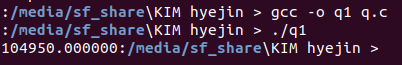 :/media/sf_share\KIM hyejin > gcc -o q1 q.c
:/media/sf_share\KIM hyejin > ./q1
104950.000000:/media/sf_share\KIM hyejin >